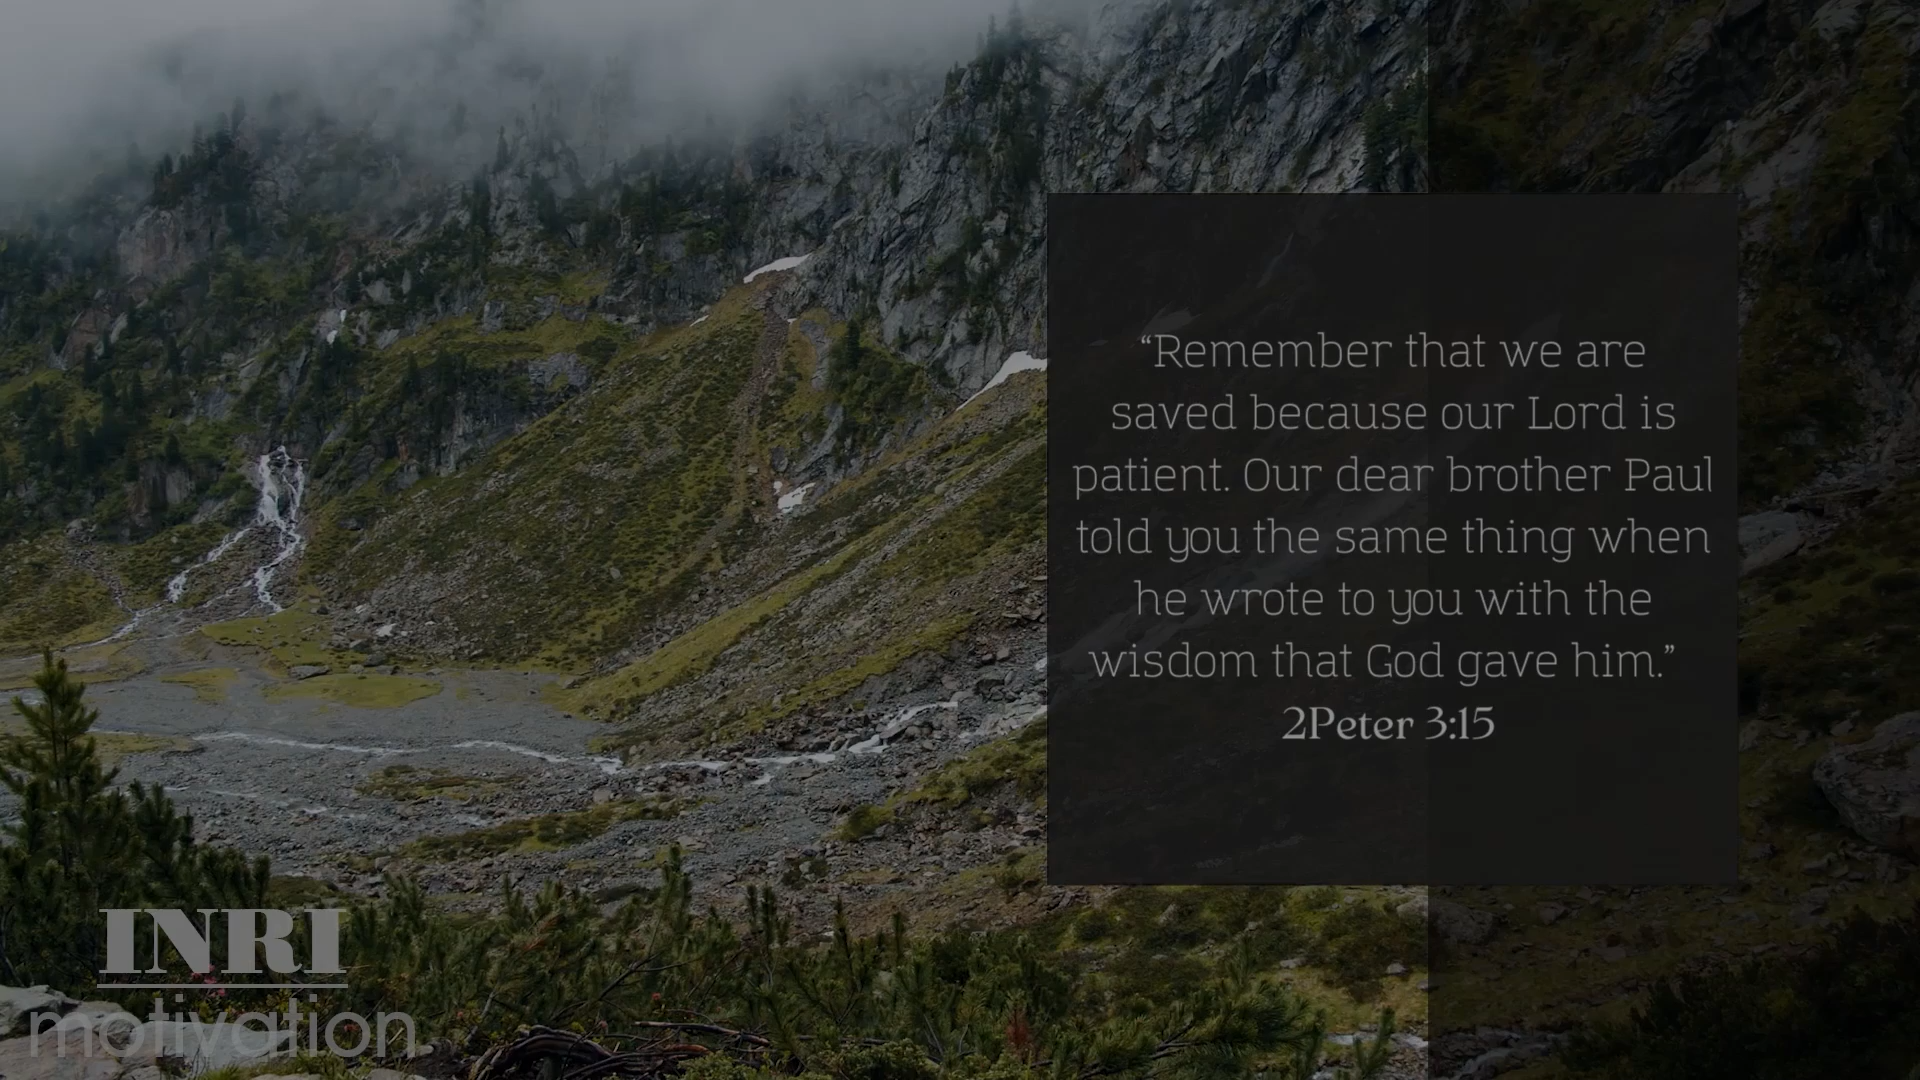 “Remember that we are
saved because our Lord is
patient. Our dear brother Paul
told you the same thing when
he wrote to you with the
wisdom that God gave him.”
2Peter 3:15
INRI
motivation